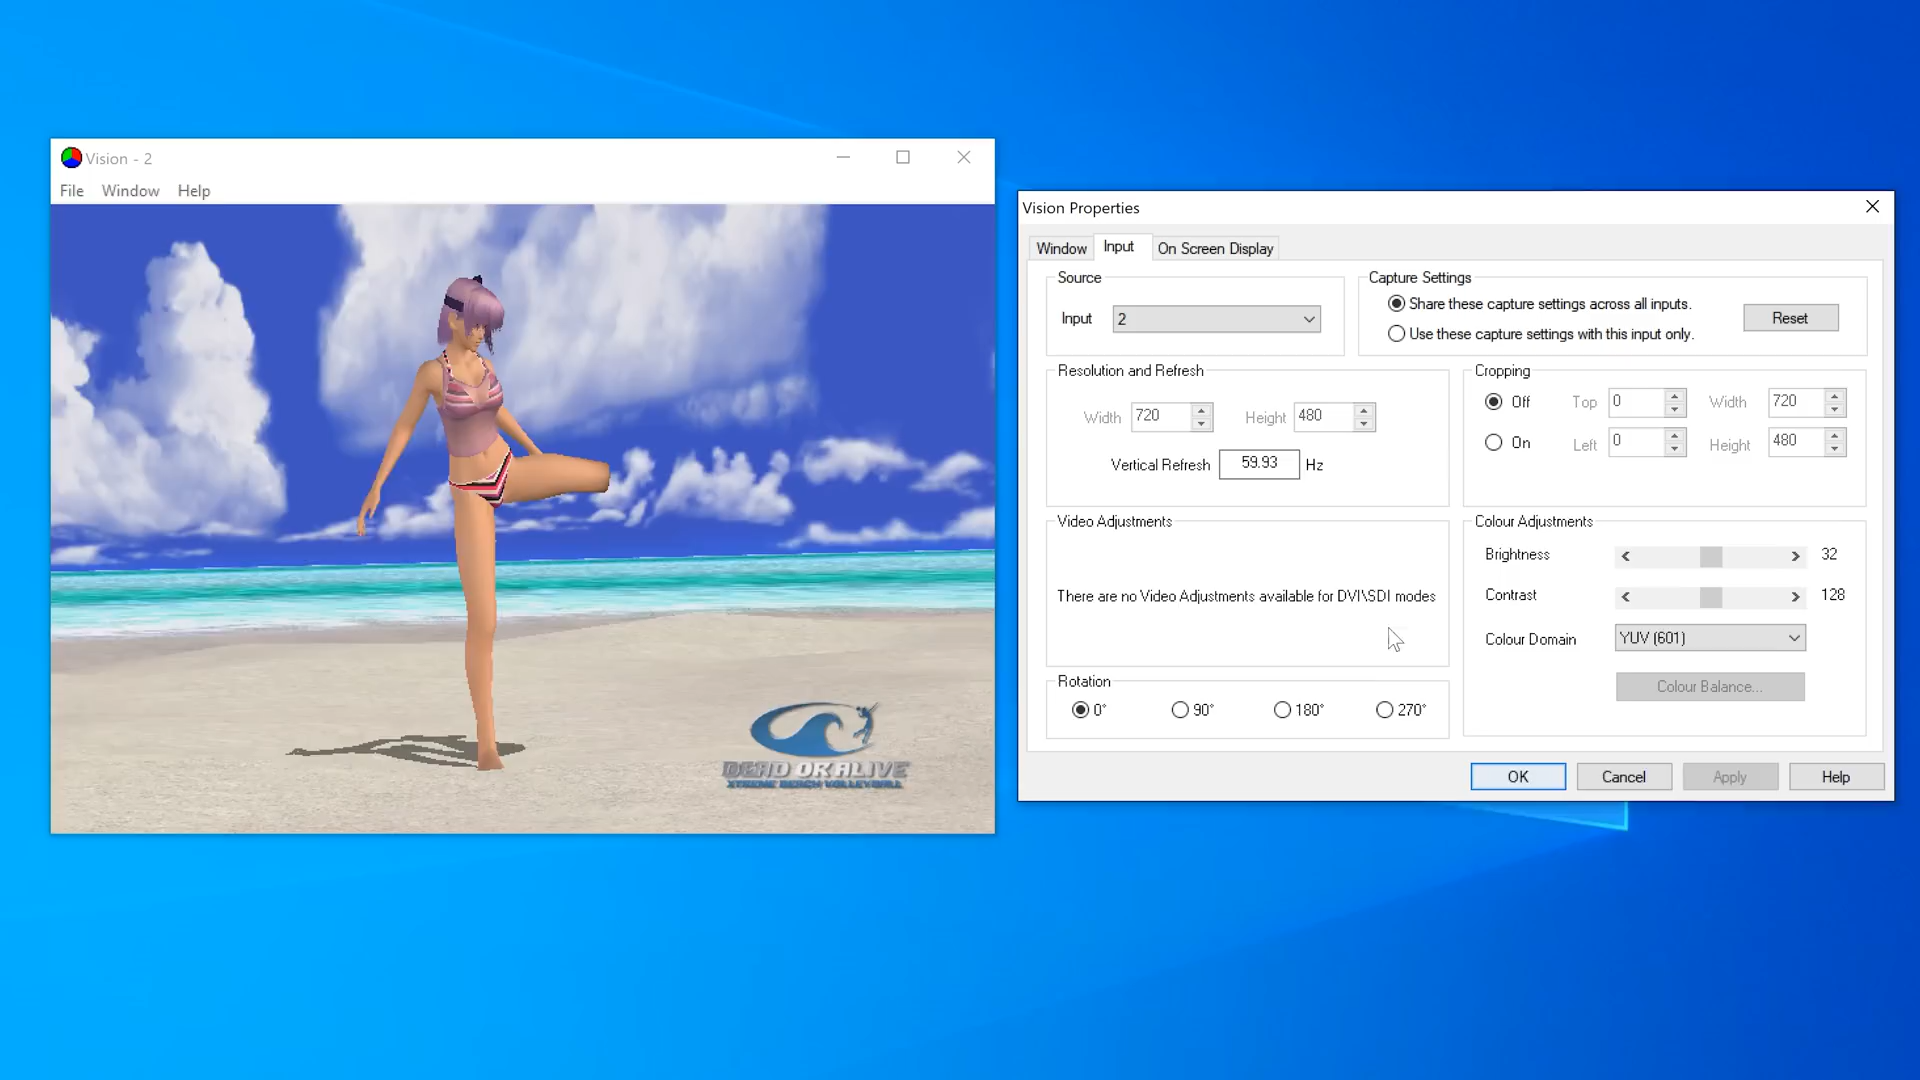 Vision - 2
File Window Help
DEAD OR ALIVE
XTREME BEACH VOLLEYBALL
Vision Properties
Window Input On Screen Display
Source
Input 2
Capture Settings
Share these capture settings across all inputs.
Use these capture settings with this input only.
Reset
Resolution and Refresh
Width 720 Height 480
Vertical Refresh 59.93 Hz
Cropping
Off Top 0 Width 720
On Left 0 Height 480
Video Adjustments
There are no Video Adjustments available for DVI\SDI modes
Colour Adjustments
Brightness < > 32
Contrast < > 128
Colour Domain YUV (601)
Colour Balance...
Rotation
0° 90° 180° 270°
OK Cancel Apply Help